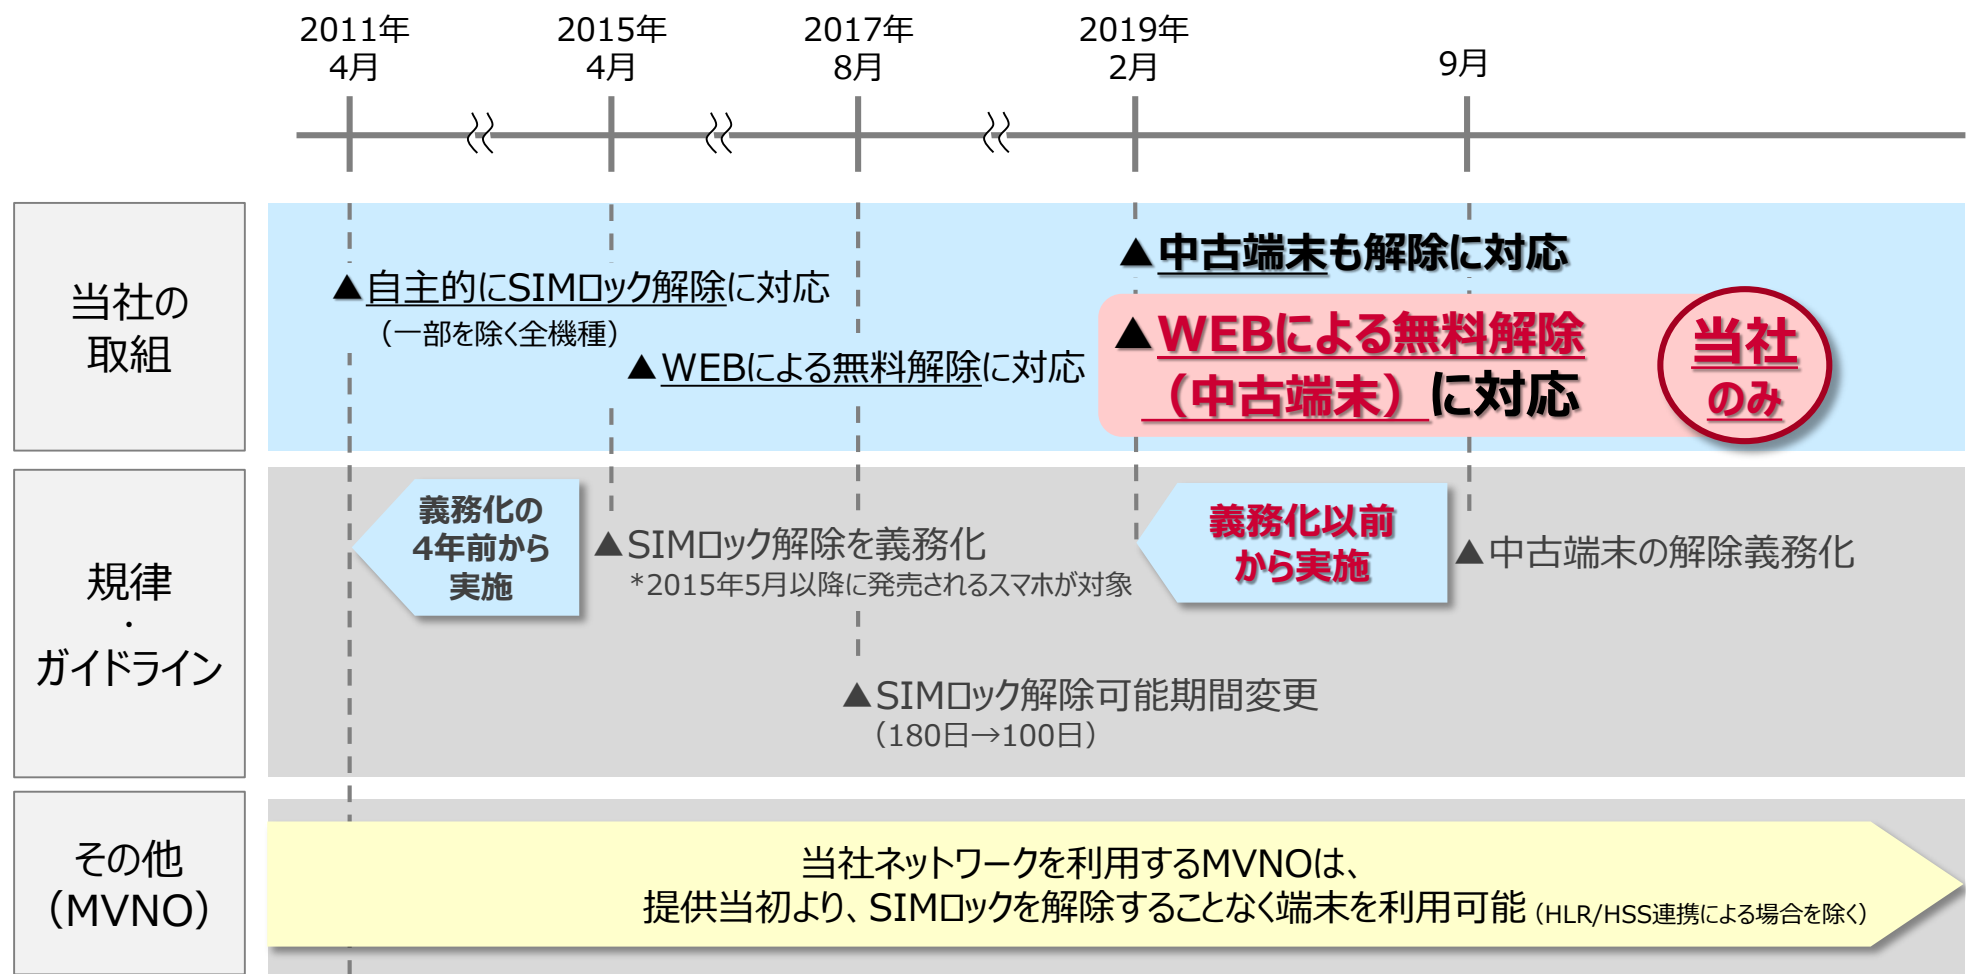 2011年
4月
2015年
4月
2017年
8月
2019年
2月
9月
当社の
取組
▲自主的にSIMロック解除に対応
（一部を除く全機種）
▲WEBによる無料解除に対応
▲中古端末も解除に対応
▲WEBによる無料解除
（中古端末）に対応
当社
のみ
規律
・
ガイドライン
義務化の
4年前から
実施
▲SIMロック解除を義務化
*2015年5月以降に発売されるスマホが対象
▲SIMロック解除可能期間変更
（180日→100日）
義務化以前
から実施
▲中古端末の解除義務化
その他
（MVNO）
当社ネットワークを利用するMVNOは、
提供当初より、SIMロックを解除することなく端末を利用可能（HLR/HSS連携による場合を除く）